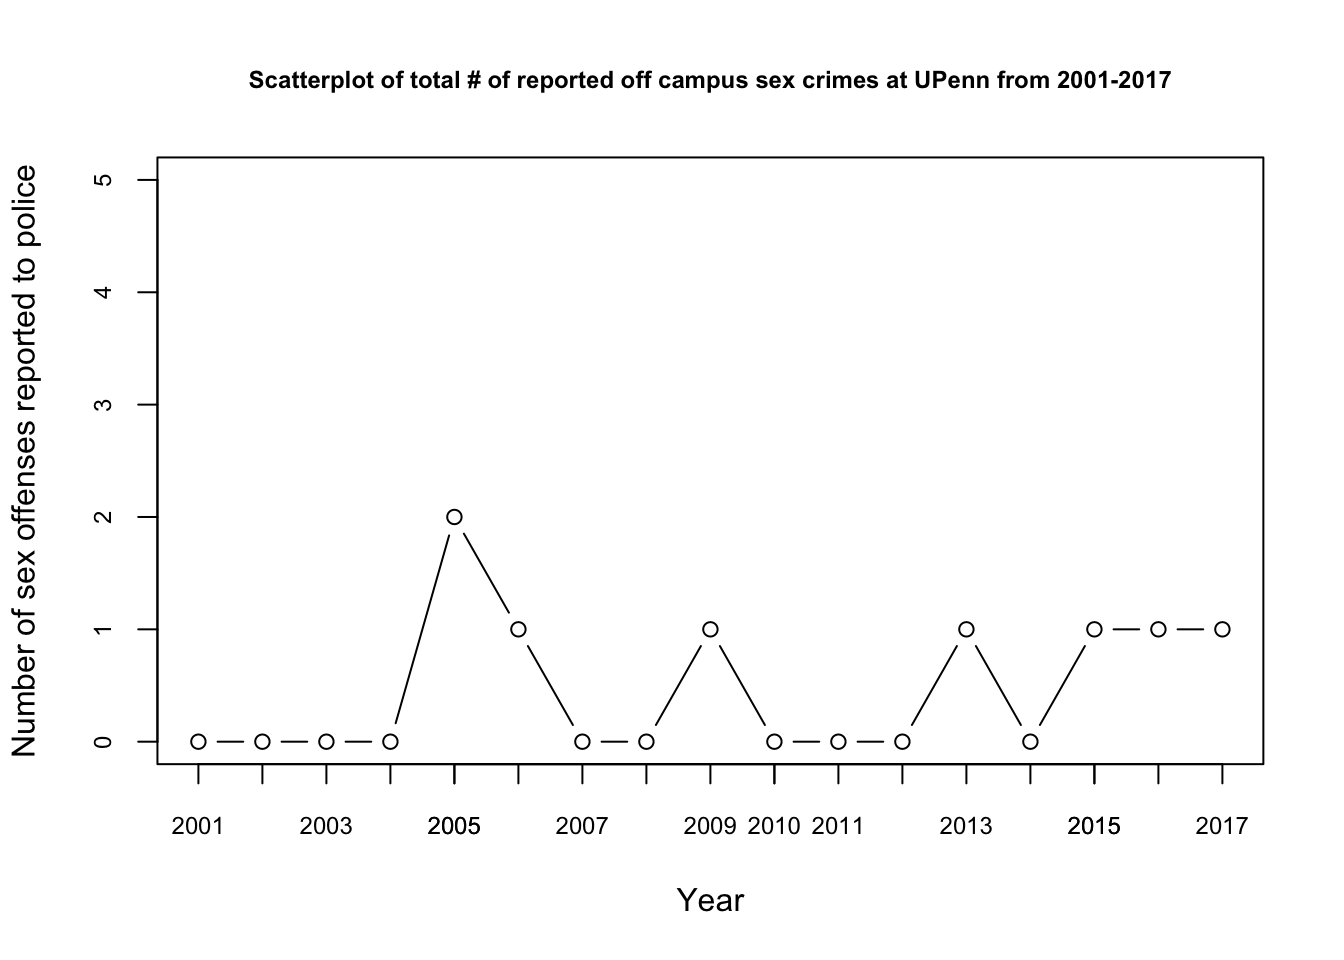 Scatterplot of total # of reported off campus sex crimes at UPenn from 2001-2017
Number of sex offenses reported to police
5
4
3
2
1
0
2001 2003 2005 2007 2009 2010 2011 2013 2015 2017
Year